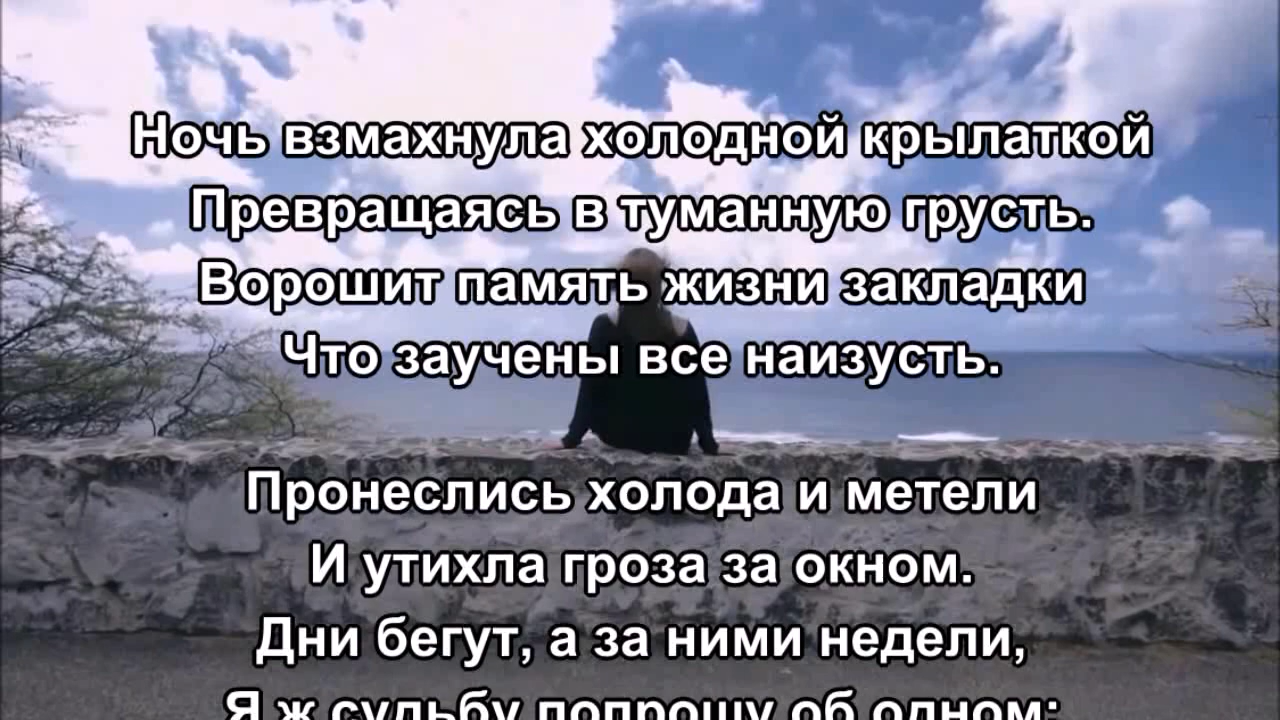 Ночь взмахнула холодной крылаткой
Превращаясь в туманную грусть.
Ворошит память жизни закладки
Что заучены все наизусть.
Пронеслись холода и метели
И утихла гроза за окном.
Дни бегут, а за ними недели,
Я ж судьбу попрошу об одном: